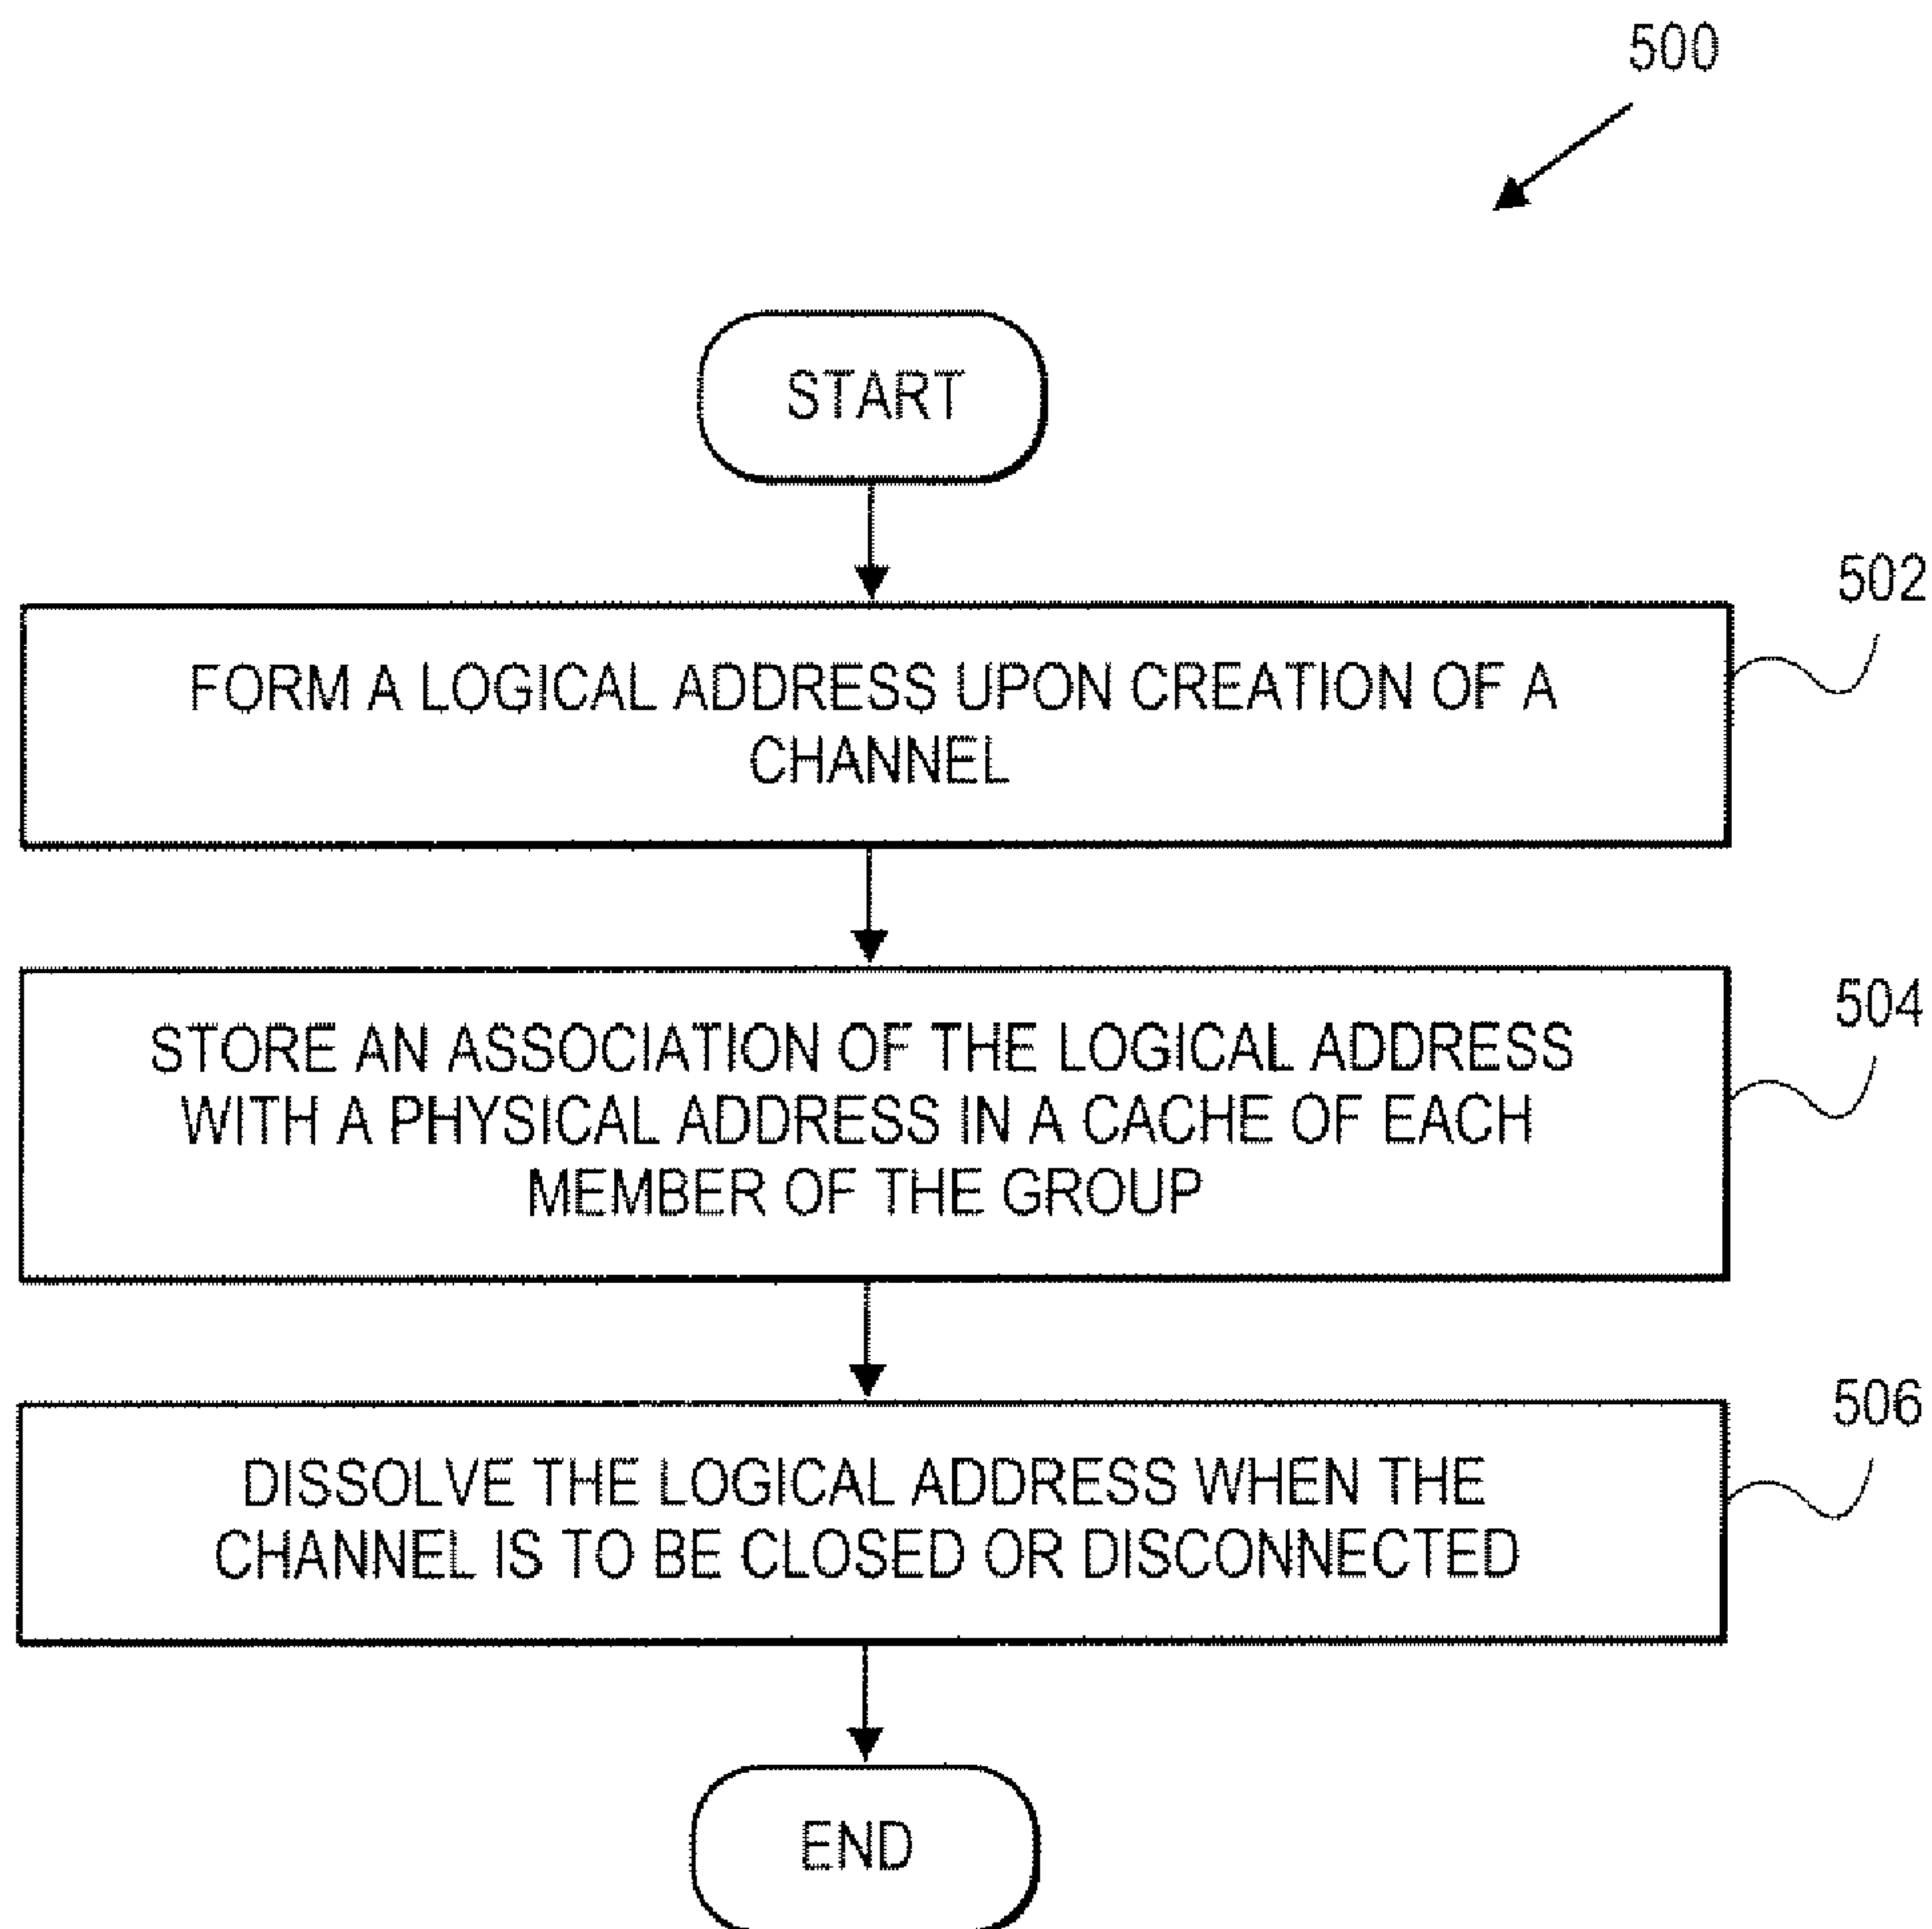 500
START
502
FORM A LOGICAL ADDRESS UPON CREATION OF A
CHANNEL
504
STORE AN ASSOCIATION OF THE LOGICAL ADDRESS
WITH A PHYSICAL ADDRESS IN A CACHE OF EACH
MEMBER OF THE GROUP
506
DISSOLVE THE LOGICAL ADDRESS WHEN THE
CHANNEL IS TO BE CLOSED OR DISCONNECTED
END